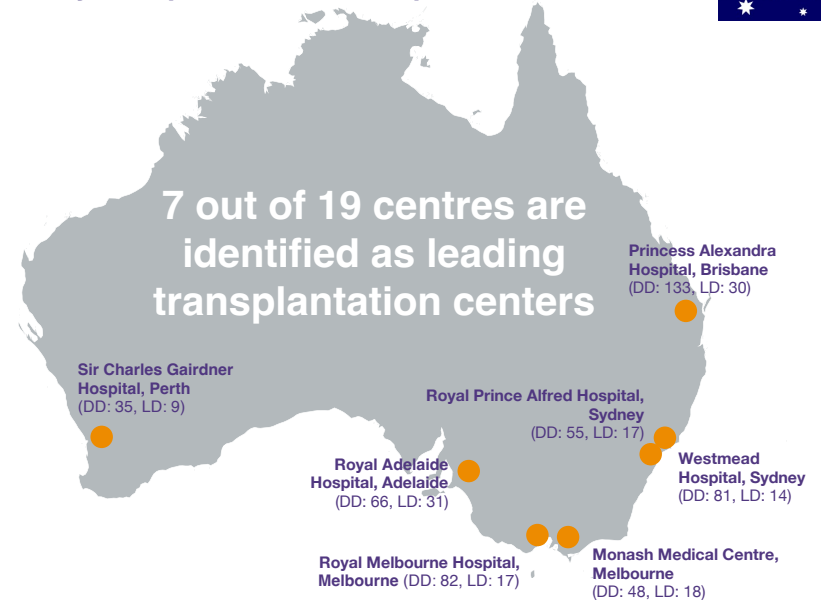 7 out of 19 centres are
identified as leading
transplantation centers
Princess Alexandra
Hospital, Brisbane
(DD: 133, LD: 30)
Sir Charles Gairdner
Hospital, Perth
(DD: 35, LD: 9)
Royal Prince Alfred Hospital,
Sydney
(DD: 55, LD: 17)
Westmead
Hospital, Sydney
(DD: 81, LD: 14)
Royal Adelaide
Hospital, Adelaide
(DD: 66, LD: 31)
Royal Melbourne Hospital,
Melbourne (DD: 82, LD: 17)
Monash Medical Centre,
Melbourne
(DD: 48, LD: 18)